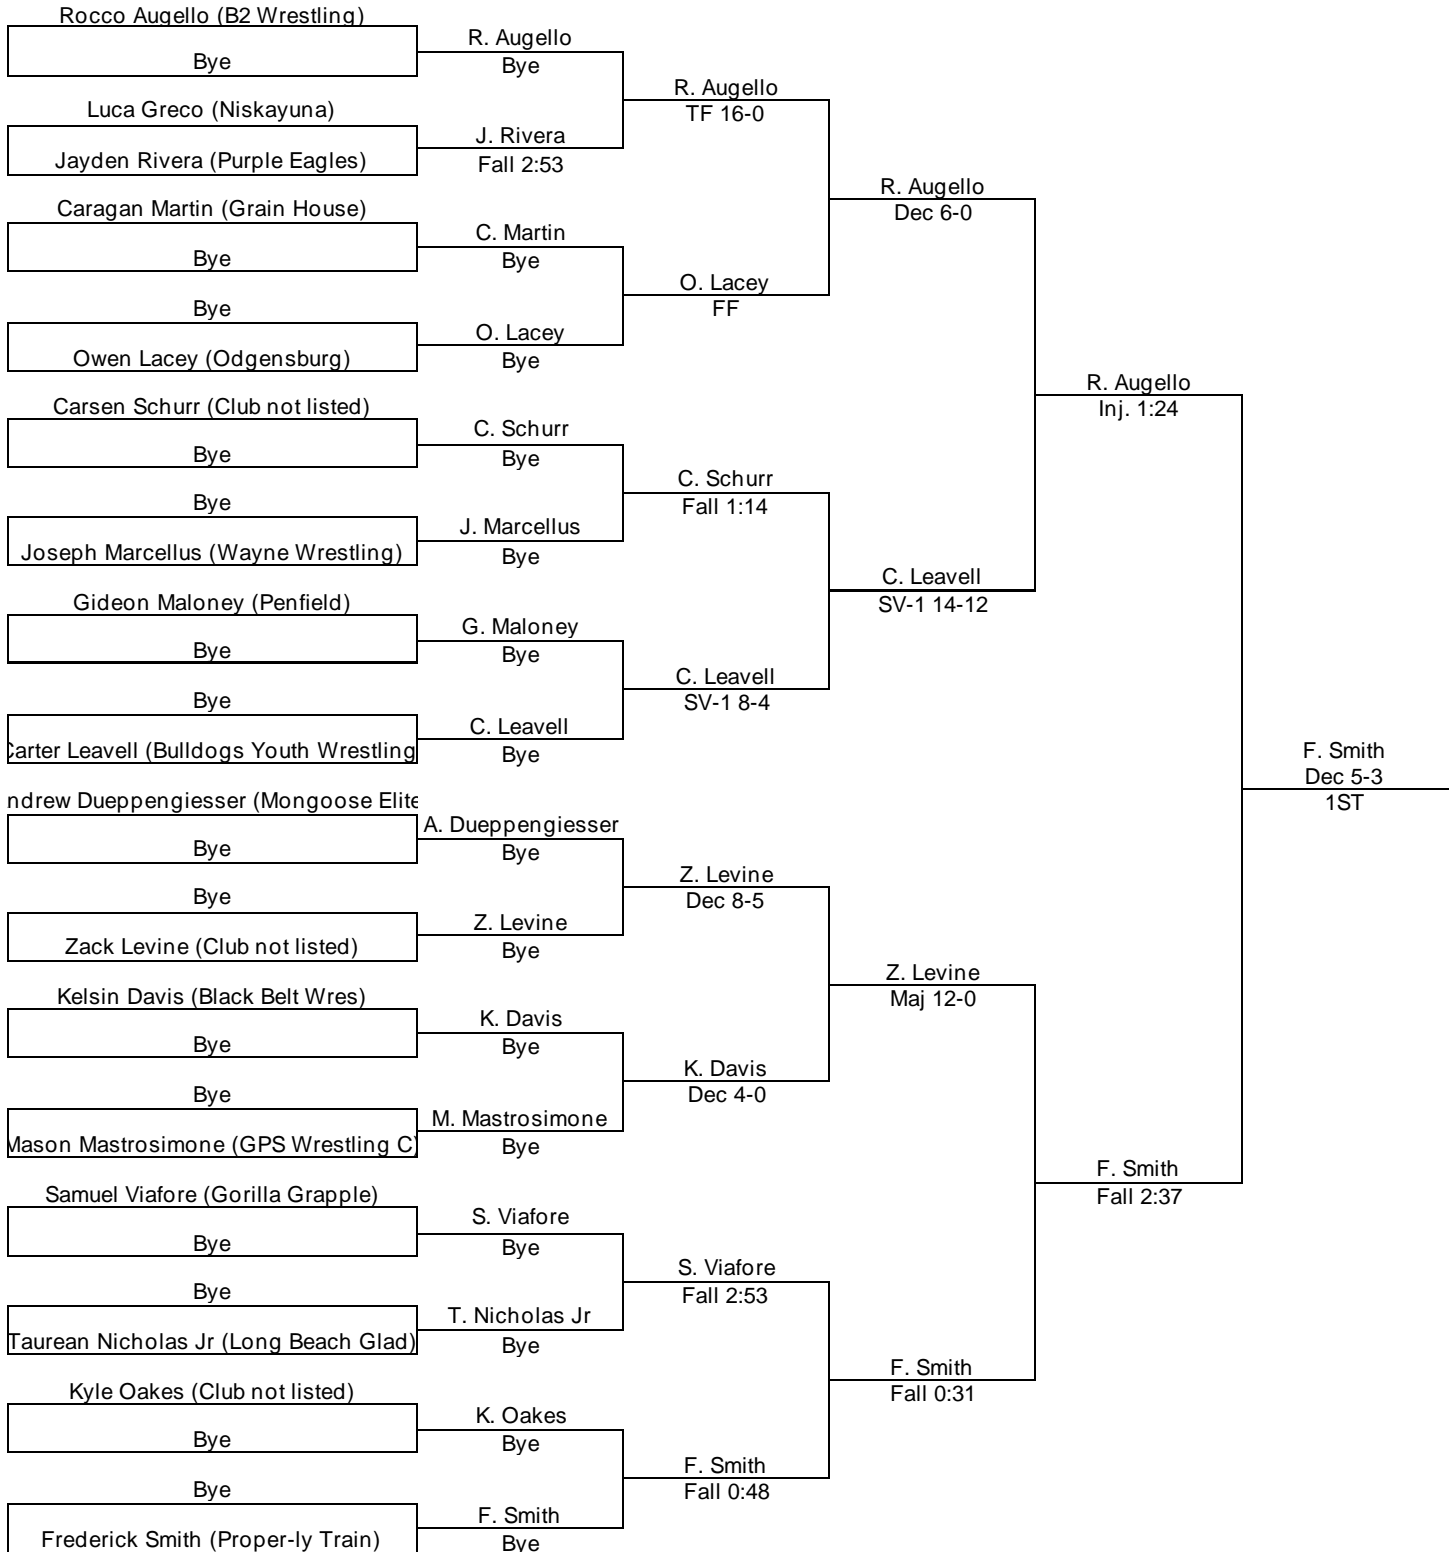 Rocco Augello (B2 Wrestling)
Bye
Luca Greco (Niskayuna)
Jayden Rivera (Purple Eagles)
Caragan Martin (Grain House)
Bye
Bye
Owen Lacey (Odgensburg)
Carsen Schurr (Club not listed)
Bye
Bye
Joseph Marcellus (Wayne Wrestling)
Gideon Maloney (Penfield)
Bye
Bye
Carter Leavell (Bulldogs Youth Wrestling
ndrew Dueppengiesser (Mongoose Elite
Bye
Bye
Zack Levine (Club not listed)
Kelsin Davis (Black Belt Wres)
Bye
Bye
Mason Mastrosimone (GPS Wrestling C)
Samuel Viafore (Gorilla Grapple)
Bye
Bye
Taurean Nicholas Jr (Long Beach Glad)
Kyle Oakes (Club not listed)
Bye
Bye
Frederick Smith (Proper-ly Train)
R. Augello
Bye
J. Rivera
Fall 2:53
C. Martin
Bye
O. Lacey
Bye
C. Schurr
Bye
J. Marcellus
Bye
G. Maloney
Bye
C. Leavell
Bye
A. Dueppengiesser
Bye
Z. Levine
Bye
K. Davis
Bye
M. Mastrosimone
Bye
S. Viafore
Bye
T. Nicholas Jr
Bye
K. Oakes
Bye
F. Smith
Bye
R. Augello
TF 16-0
O. Lacey
FF
C. Schurr
Fall 1:14
C. Leavell
SV-1 8-4
Z. Levine
Dec 8-5
K. Davis
Dec 4-0
S. Viafore
Fall 2:53
F. Smith
Fall 0:48
R. Augello
Dec 6-0
C. Leavell
SV-1 14-12
Z. Levine
Maj 12-0
F. Smith
Fall 0:31
R. Augello
Inj. 1:24
F. Smith
Fall 2:37
F. Smith
Dec 5-3
1ST